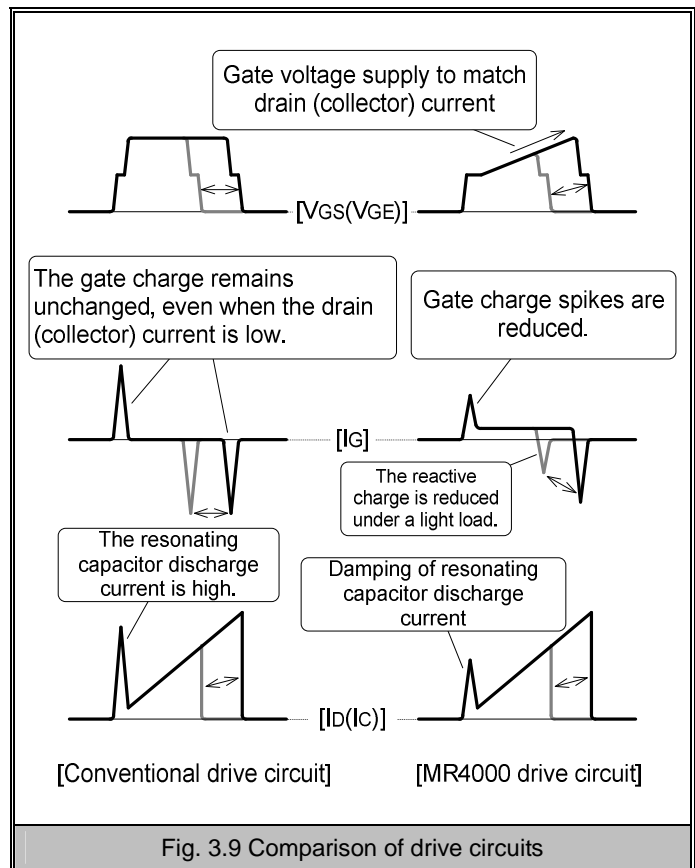 Gate voltage supply to match
drain (collector) current
[VGS(VGE)]
The gate charge remains
unchanged, even when the drain
(collector) current is low.
Gate charge spikes are
reduced.
[IG]
The reactive
charge is reduced
under a light load.
The resonating
capacitor discharge
current is high.
Damping of resonating
capacitor discharge
current
[ID(IC)]
[Conventional drive circuit]
[MR4000 drive circuit]
Fig. 3.9 Comparison of drive circuits